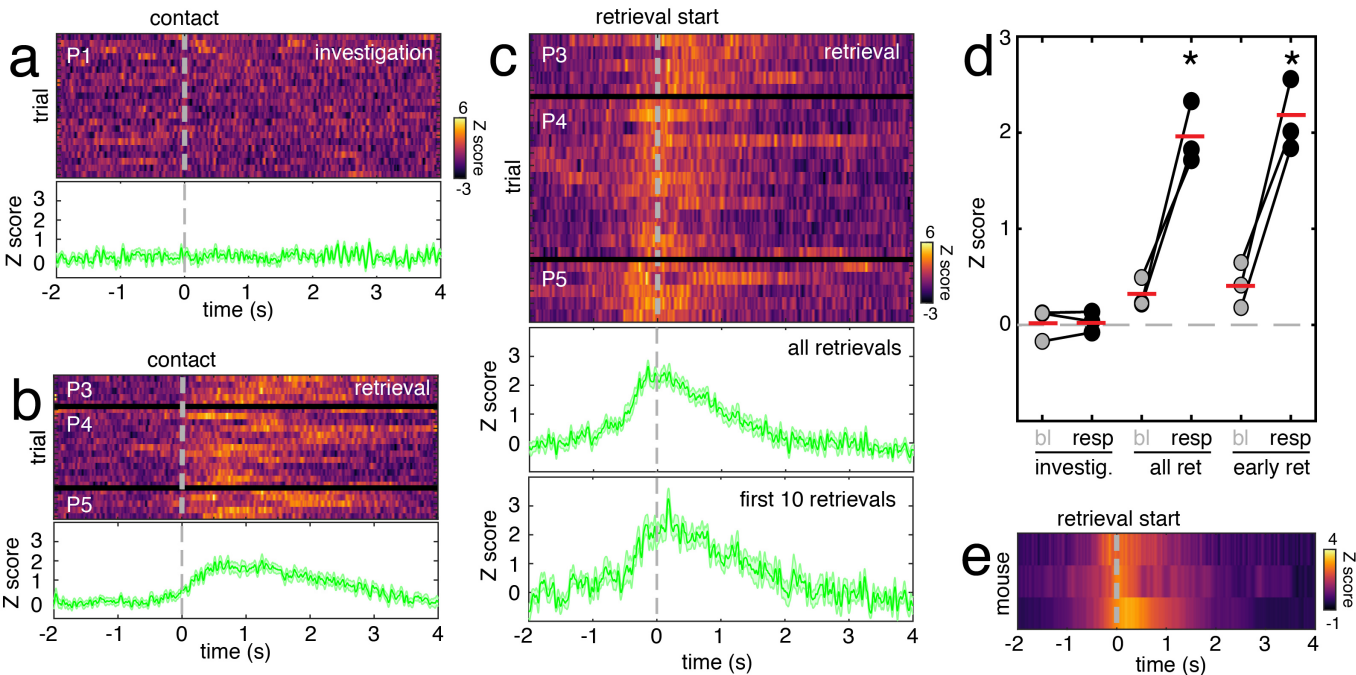 a
contact
P1
investigation
trial
6
Z score
-3
3
2
1
0
Z score
-2 -1 0 1 2 3 4
time (s)
b
contact
P3
retrieval
P4
P5
trial
3
2
1
0
Z score
-2 -1 0 1 2 3 4
time (s)
c
retrieval start
P3
retrieval
P4
P5
trial
6
Z score
-3
all retrievals
3
2
1
0
Z score
first 10 retrievals
3
2
1
0
Z score
-2 -1 0 1 2 3 4
time (s)
d
3
2
1
0
Z score
* *
bl resp bl resp bl resp
investig. all ret early ret
e
retrieval start
mouse
4
Z score
-1
-2 -1 0 1 2 3 4
time (s)